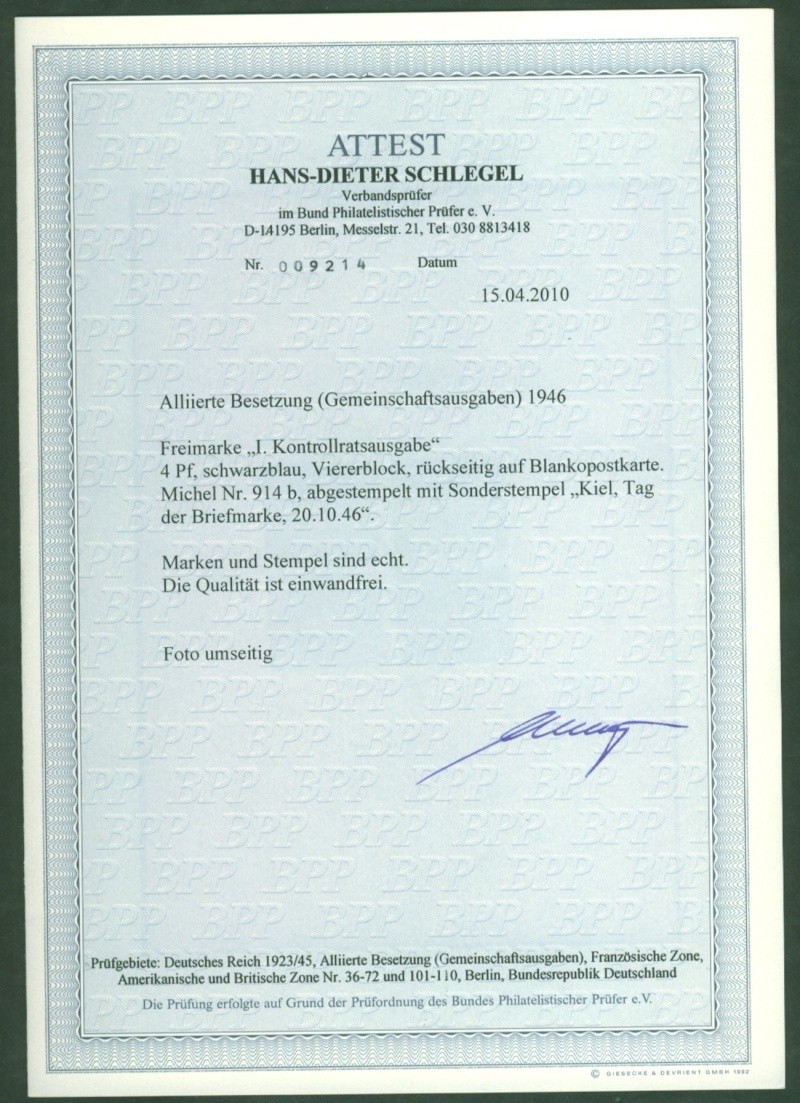 ATTEST
HANS-DIETER SCHLEGEL
Verbandsprüfer
im Bund Philatelistischer Prüfer e. V.
D-14195 Berlin, Messelstr. 21, Tel. 030 8813418
Nr. 009214 Datum
15.04.2010
Alliierte Besetzung (Gemeinschaftsausgaben) 1946
Freimarke „I. Kontrollratsausgabe“
4 Pf, schwarzblau, Viererblock, rückseitig auf Blankopostkarte.
Michel Nr. 914 b, abgestempelt mit Sonderstempel „Kiel, Tag
der Briefmarke, 20.10.46“.
Marken und Stempel sind echt.
Die Qualität ist einwandfrei.
Foto umseitig
Prüfgebiete: Deutsches Reich 1923/45, Alliierte Besetzung (Gemeinschaftsausgaben), Französische Zone,
Amerikanische und Britische Zone Nr. 36-72 und 101-110, Berlin, Bundesrepublik Deutschland
Die Prüfung erfolgte auf Grund der Prüfordnung des Bundes Philatelistischer Prüfer e.V.
© GIESECKE & DEVRIENT GMBH 1992